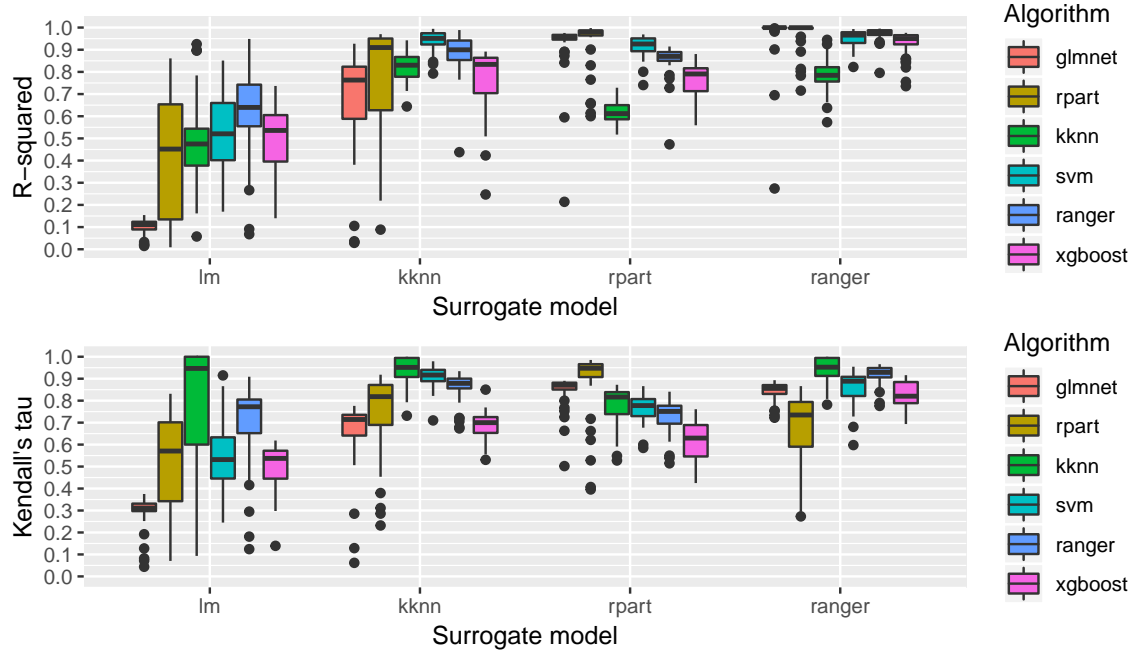 R-squared
1.0
0.9
0.8
0.7
0.6
0.5
0.4
0.3
0.2
0.1
0.0
lm kknn rpart ranger
Surrogate model
Algorithm
glmnet
rpart
kknn
svm
ranger
xgboost
Kendall's tau
1.0
0.9
0.8
0.7
0.6
0.5
0.4
0.3
0.2
0.1
0.0
lm kknn rpart ranger
Surrogate model
Algorithm
glmnet
rpart
kknn
svm
ranger
xgboost